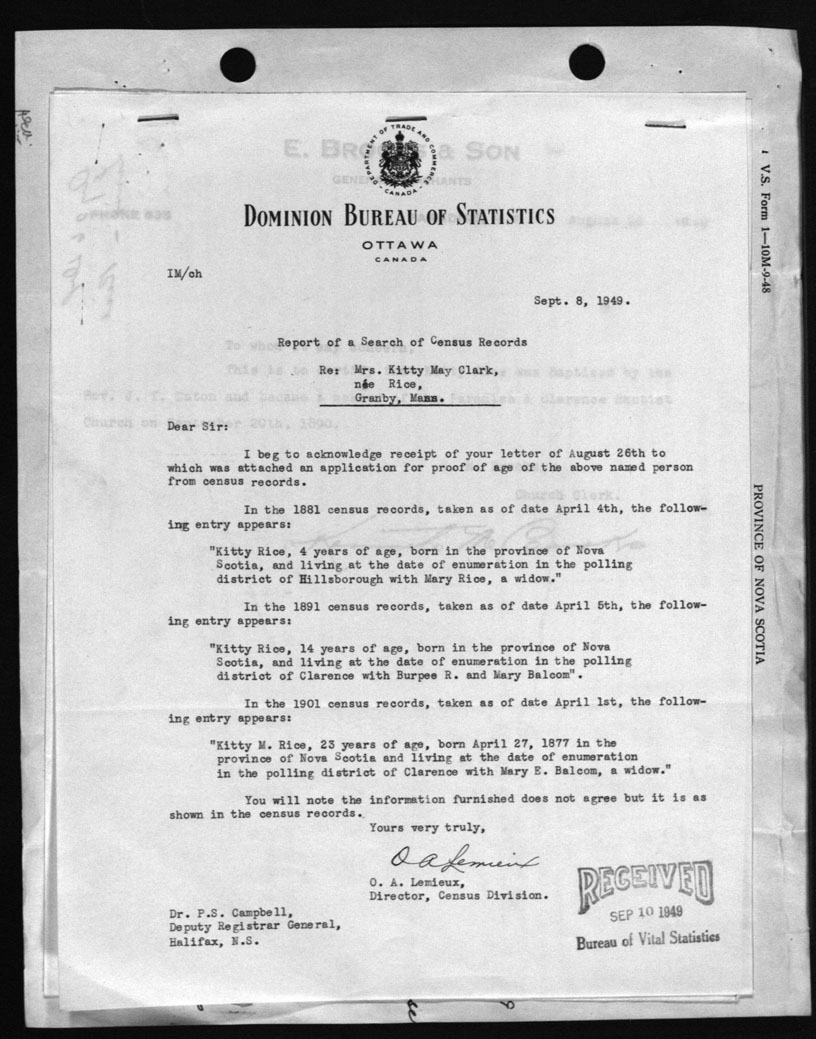 DEPARTMENT OF TRADE AND COMMERCE
CANADA
E. & SON
PHONE 835
DOMINION BUREAU OF STATISTICS
OTTAWA
CANADA
IM/ch
Sept. 8, 1949.
Report of a Search of Census Records
Re: Mrs. Kitty May Clark,
née Rice,
Granby, Mass.
Dear Sir:
I beg to acknowledge receipt of your letter of August 26th to
which was attached an application for proof of age of the above named person
from census records.
In the 1881 census records, taken as of date April 4th, the follow-
ing entry appears:
"Kitty Rice, 4 years of age, born in the province of Nova
Scotia, and living at the date of enumeration in the polling
district of Hillsborough with Mary Rice, a widow."
In the 1891 census records, taken as of date April 5th, the follow-
ing entry appears:
"Kitty Rice, 14 years of age, born in the province of Nova
Scotia, and living at the date of enumeration in the polling
district of Clarence with Burpee R. and Mary Balcom".
In the 1901 census records, taken as of date April 1st, the follow-
ing entry appears:
"Kitty M. Rice, 23 years of age, born April 27, 1877 in the
province of Nova Scotia and living at the date of enumeration
in the polling district of Clarence with Mary E. Balcom, a widow."
You will note the information furnished does not agree but it is as
shown in the census records.
Yours very truly,
O A Lemieux
O. A. Lemieux,
Director, Census Division.
Dr. P.S. Campbell,
Deputy Registrar General,
Halifax, N.S.
RECEIVED
SEP 10 1949
Bureau of Vital Statistics
V.S. Form 1—10M-9-48
PROVINCE OF NOVA SCOTIA
Church Clerk.